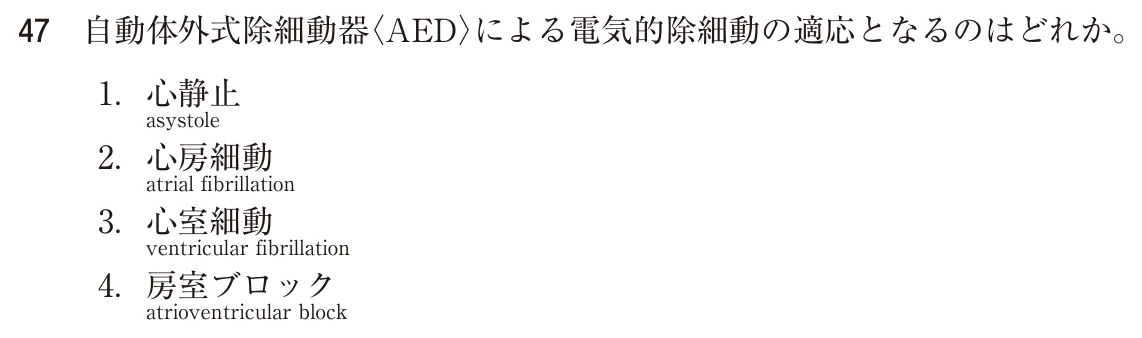 47 自動体外式除細動器〈AED〉による電気的除細動の適応となるのはどれか。
1. 心静止
asystole
2. 心房細動
atrial fibrillation
3. 心室細動
ventricular fibrillation
4. 房室ブロック
atrioventricular block